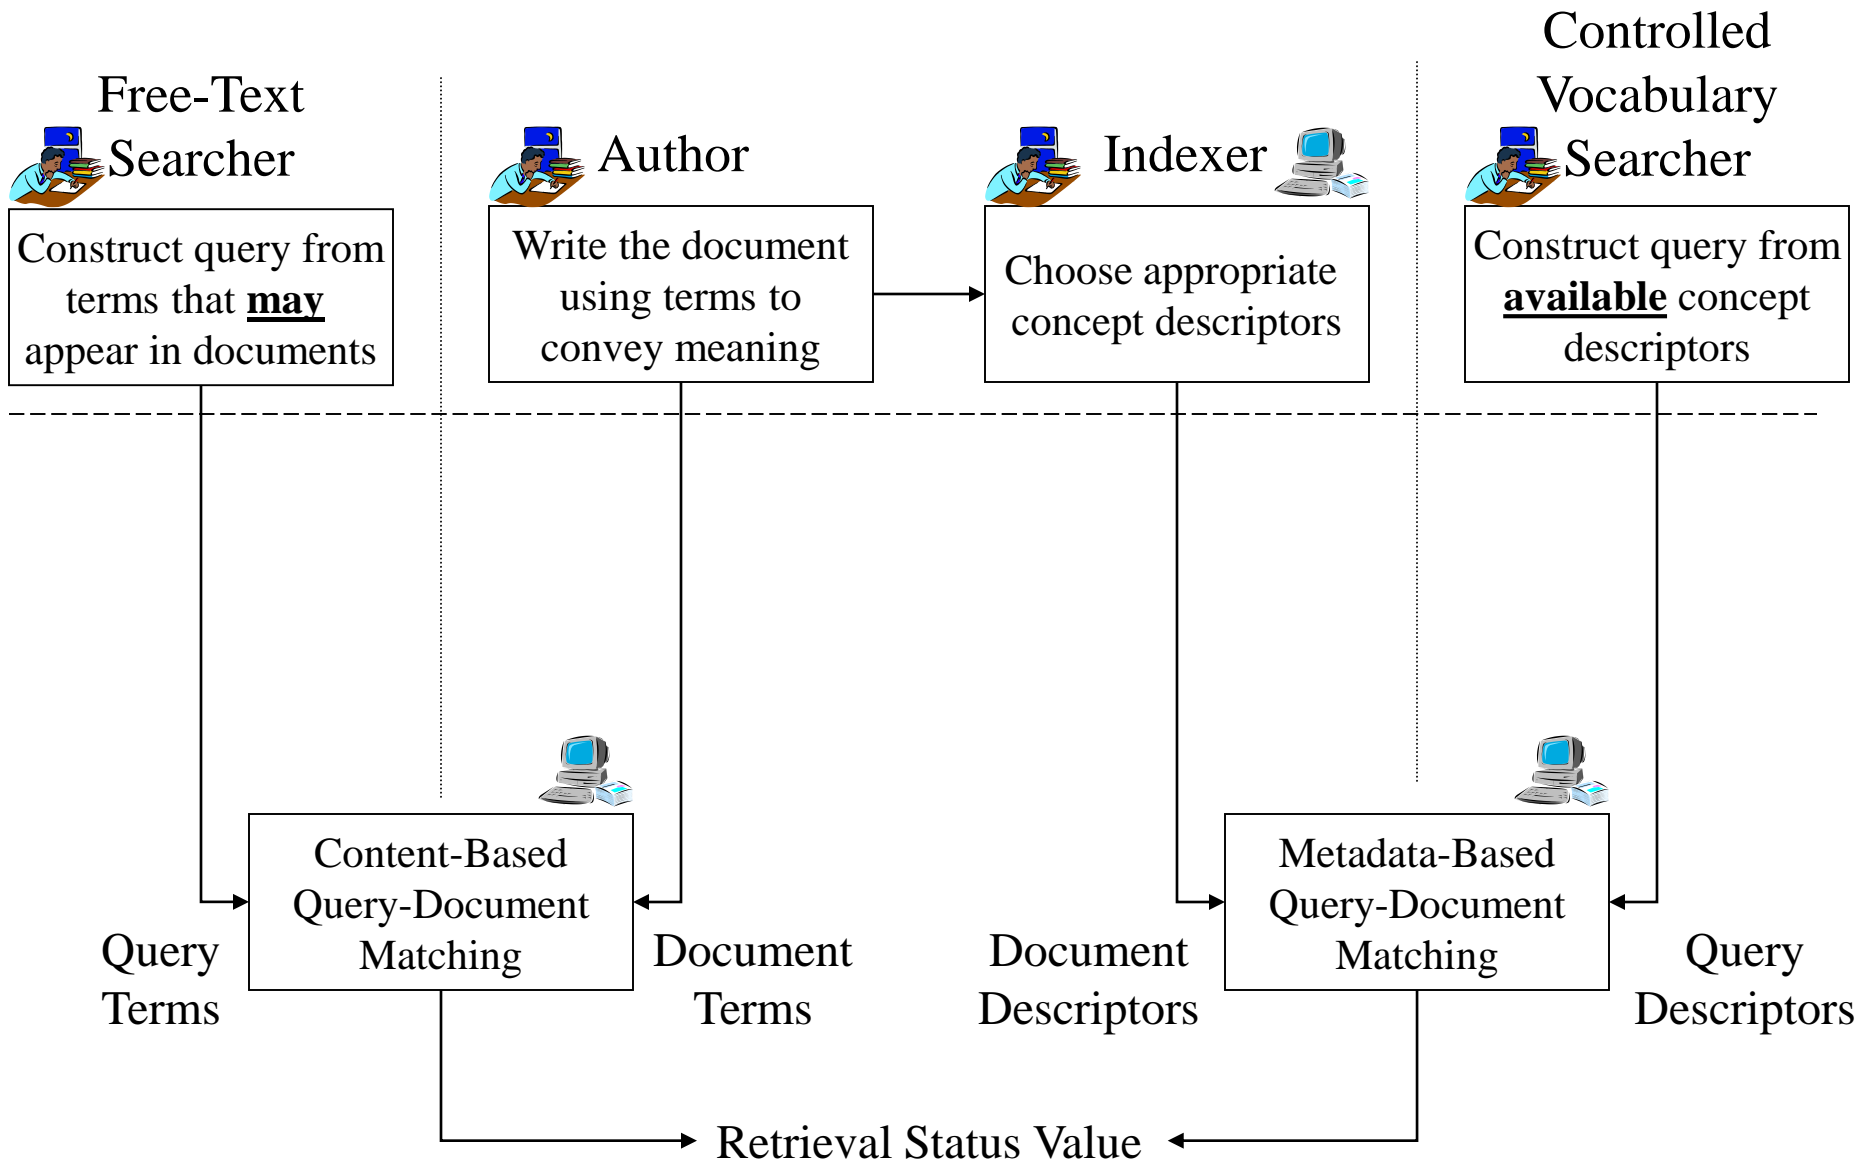 Free-Text
Searcher
Construct query from
terms that may
appear in documents
Author
Write the document
using terms to
convey meaning
Indexer
Choose appropriate
concept descriptors
Controlled
Vocabulary
Searcher
Construct query from
available concept
descriptors
Content-Based
Query-Document
Matching
Query
Terms
Document
Terms
Metadata-Based
Query-Document
Matching
Document
Descriptors
Query
Descriptors
Retrieval Status Value